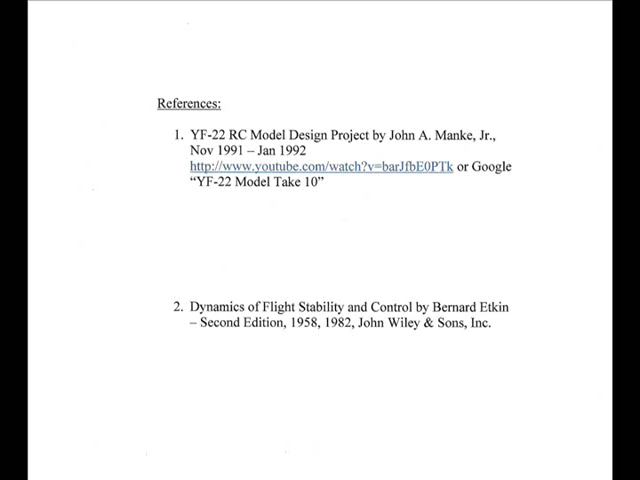 References:
1. YF-22 RC Model Design Project by John A. Manke, Jr.,
Nov 1991 – Jan 1992
http://www.youtube.com/watch?v=barJfbE0PTk or Google
“YF-22 Model Take 10”
2. Dynamics of Flight Stability and Control by Bernard Etkin
– Second Edition, 1958, 1982, John Wiley & Sons, Inc.